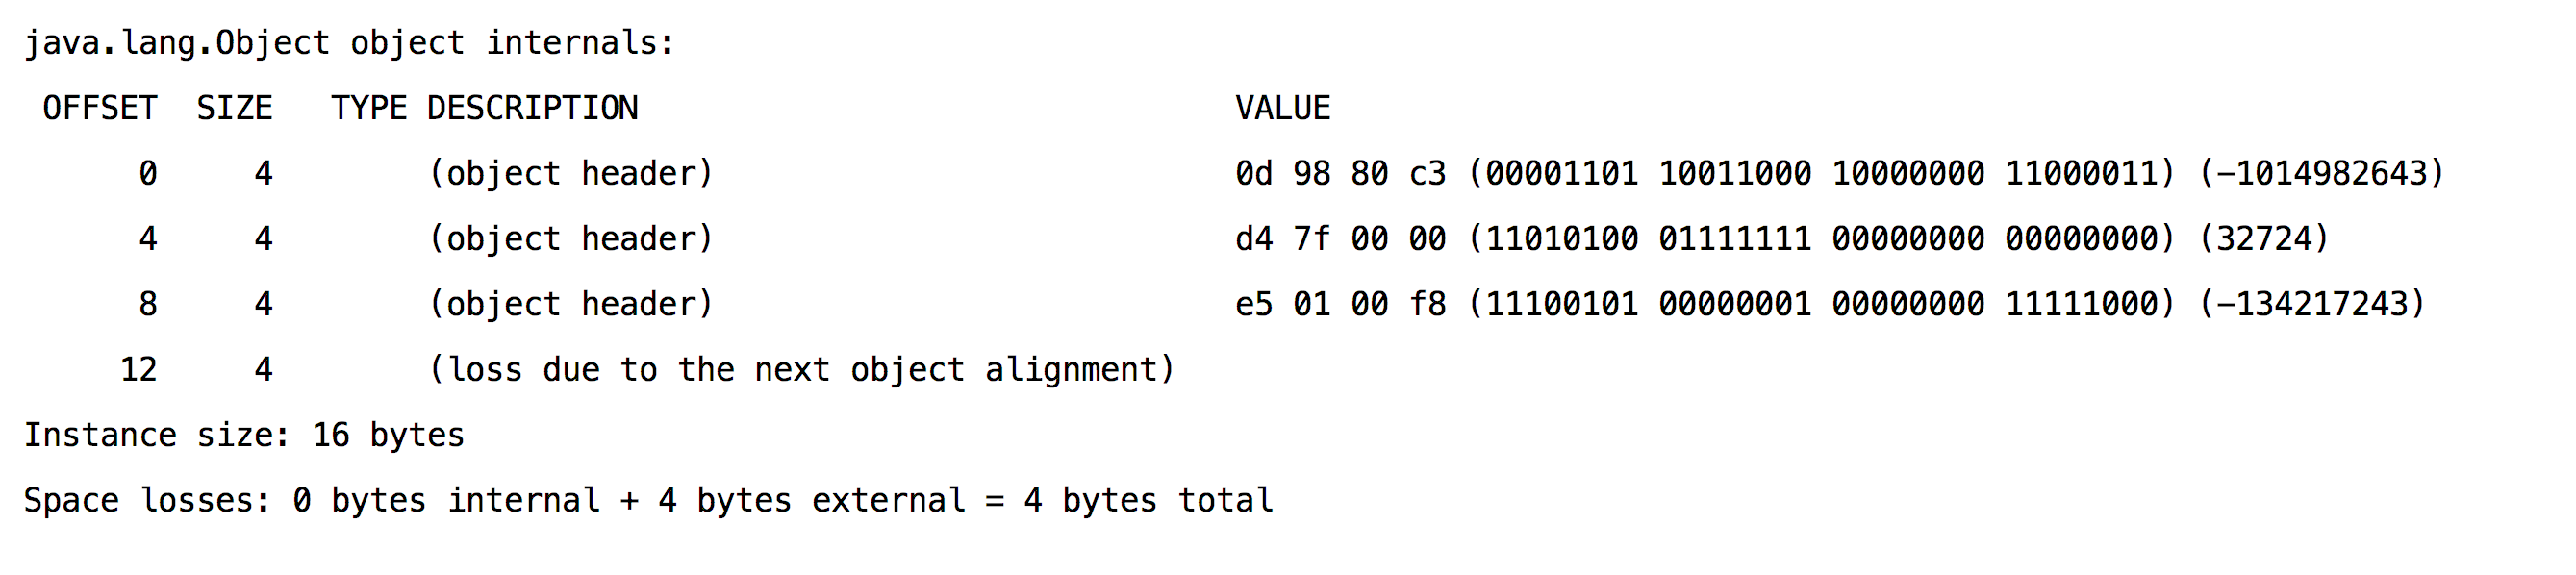 java.lang.Object object internals:
 OFFSET  SIZE   TYPE DESCRIPTION                               VALUE
      0     4        (object header)                           0d 98 80 c3 (00001101 10011000 10000000 11000011) (-1014982643)
      4     4        (object header)                           d4 7f 00 00 (11010100 01111111 00000000 00000000) (32724)
      8     4        (object header)                           e5 01 00 f8 (11100101 00000001 00000000 11111000) (-134217243)
     12     4        (loss due to the next object alignment)
Instance size: 16 bytes
Space losses: 0 bytes internal + 4 bytes external = 4 bytes total